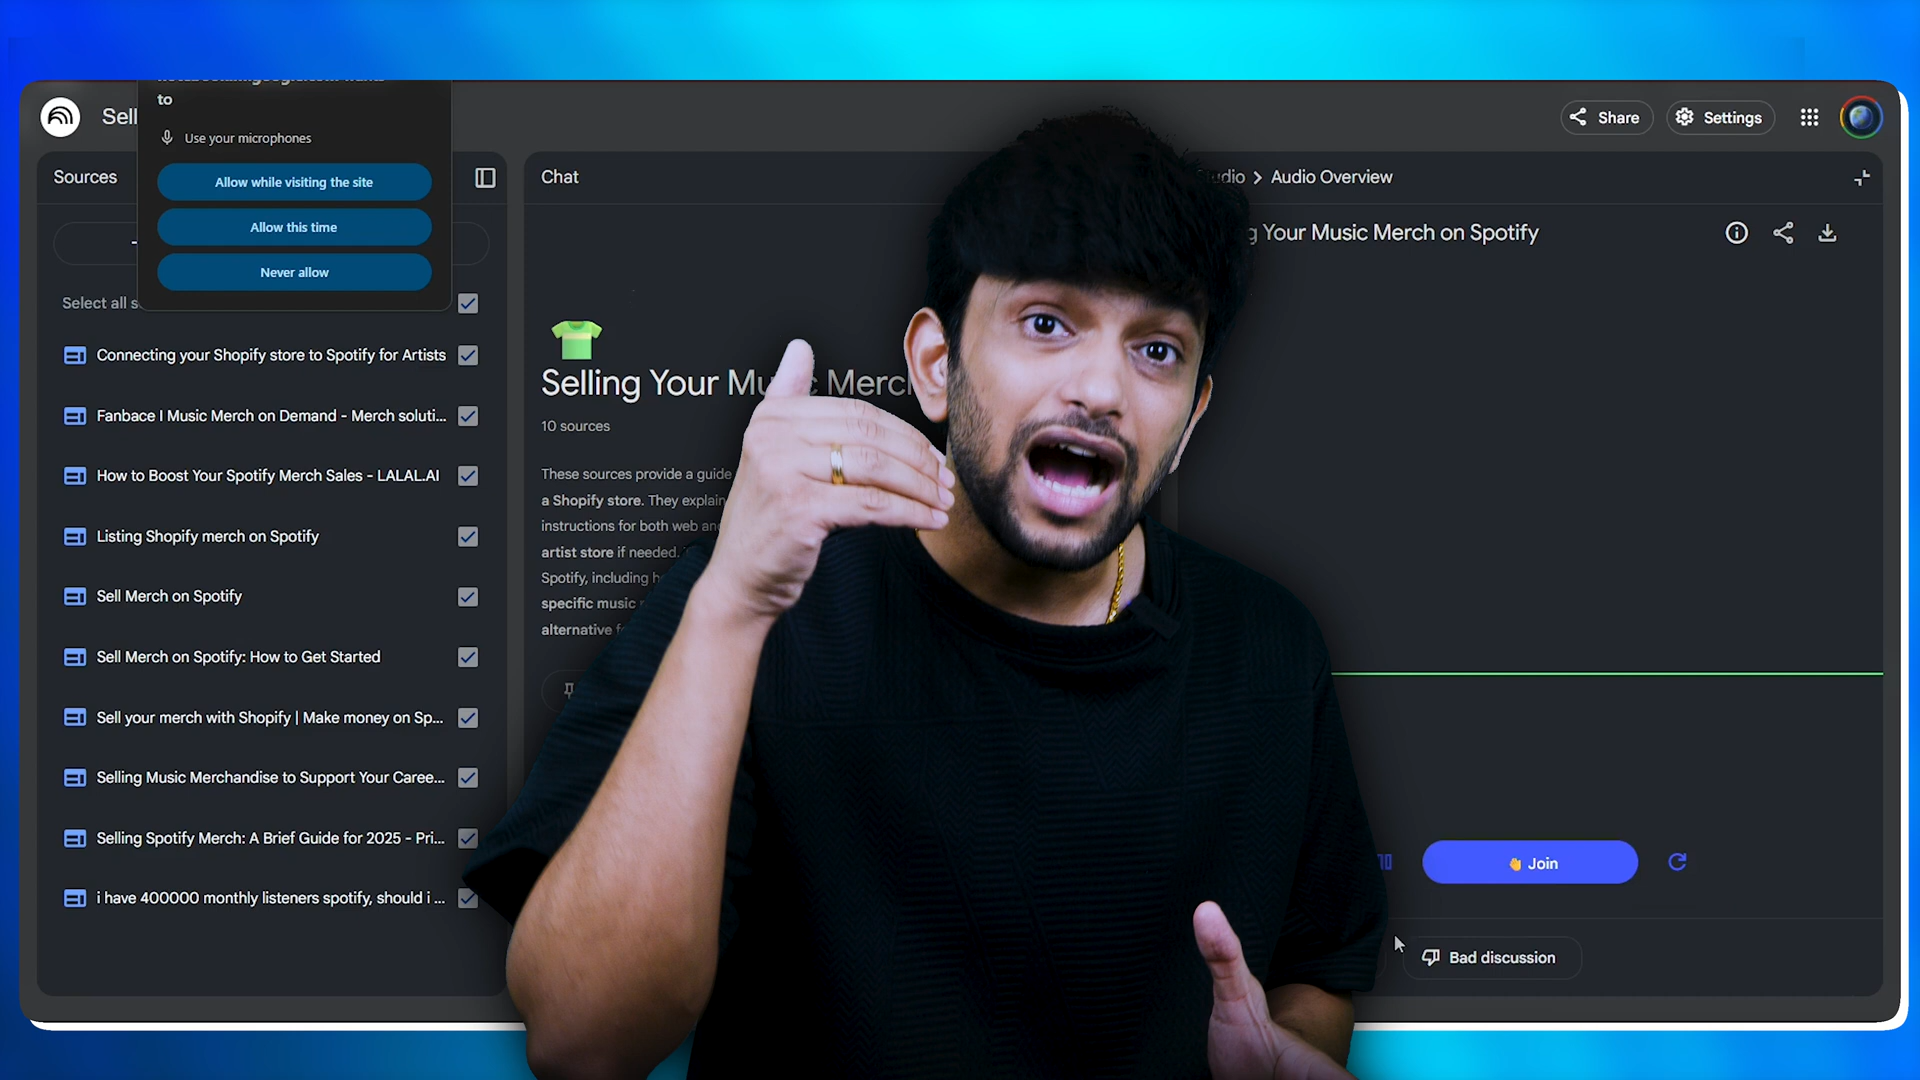 Sell
to
Use your microphones
Allow while visiting the site
Allow this time
Never allow
Share
Settings
Sources
Select all s
Connecting your Shopify store to Spotify for Artists
Fanbace I Music Merch on Demand - Merch soluti...
How to Boost Your Spotify Merch Sales - LALAL.AI
Listing Shopify merch on Spotify
Sell Merch on Spotify
Sell Merch on Spotify: How to Get Started
Sell your merch with Shopify | Make money on Sp...
Selling Music Merchandise to Support Your Caree...
Selling Spotify Merch: A Brief Guide for 2025 - Pri...
i have 400000 monthly listeners spotify, should i ...
Chat
Selling Your Mu c Merc
10 sources
These sources provide a guide
a Shopify store. They explain
instructions for both web and
artist store if needed.
Spotify, including h
specific music
alternative f
udio > Audio Overview
g Your Music Merch on Spotify
Join
Bad discussion